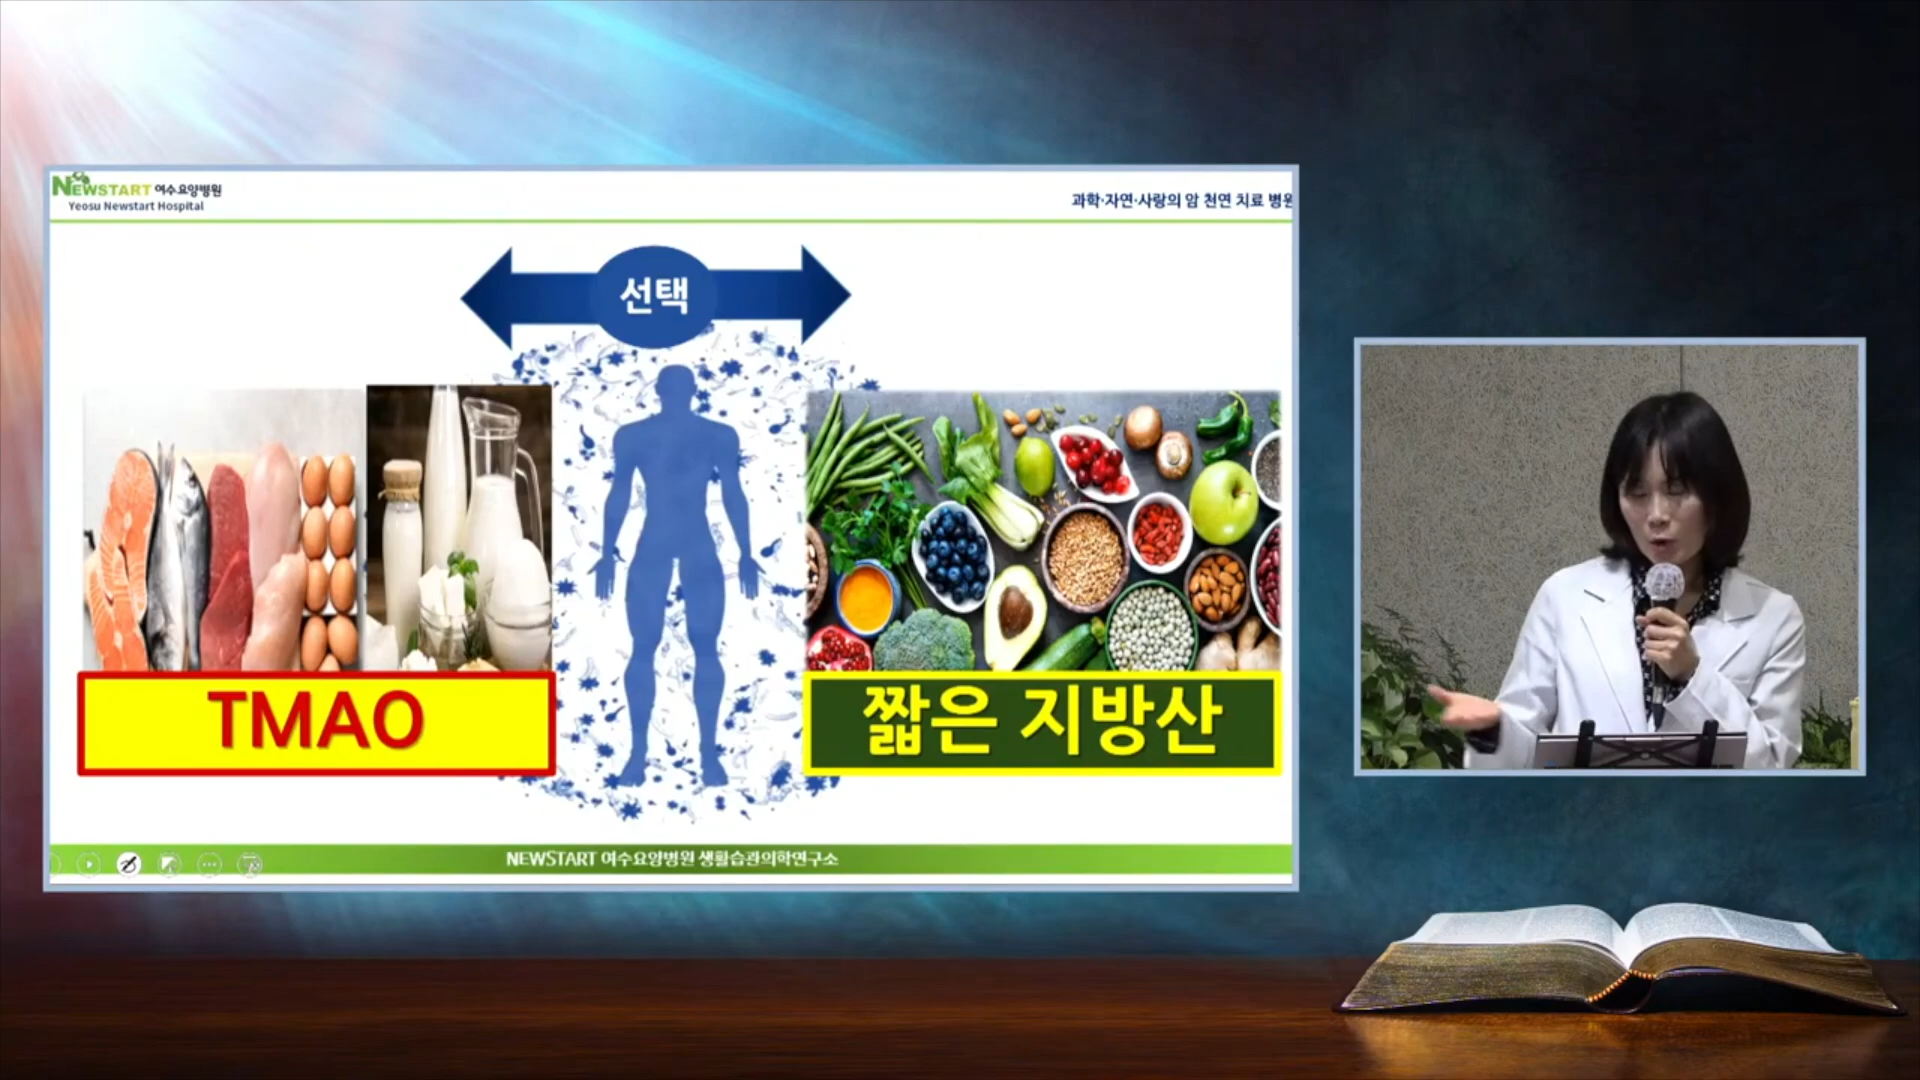 NEWSTART 여수요양병원
Yeosu Newstart Hospital
과학·자연·사랑의 암 천연 치료 병원
선택
TMAO
짧은 지방산
NEWSTART 여수요양병원 생활습관의학연구소